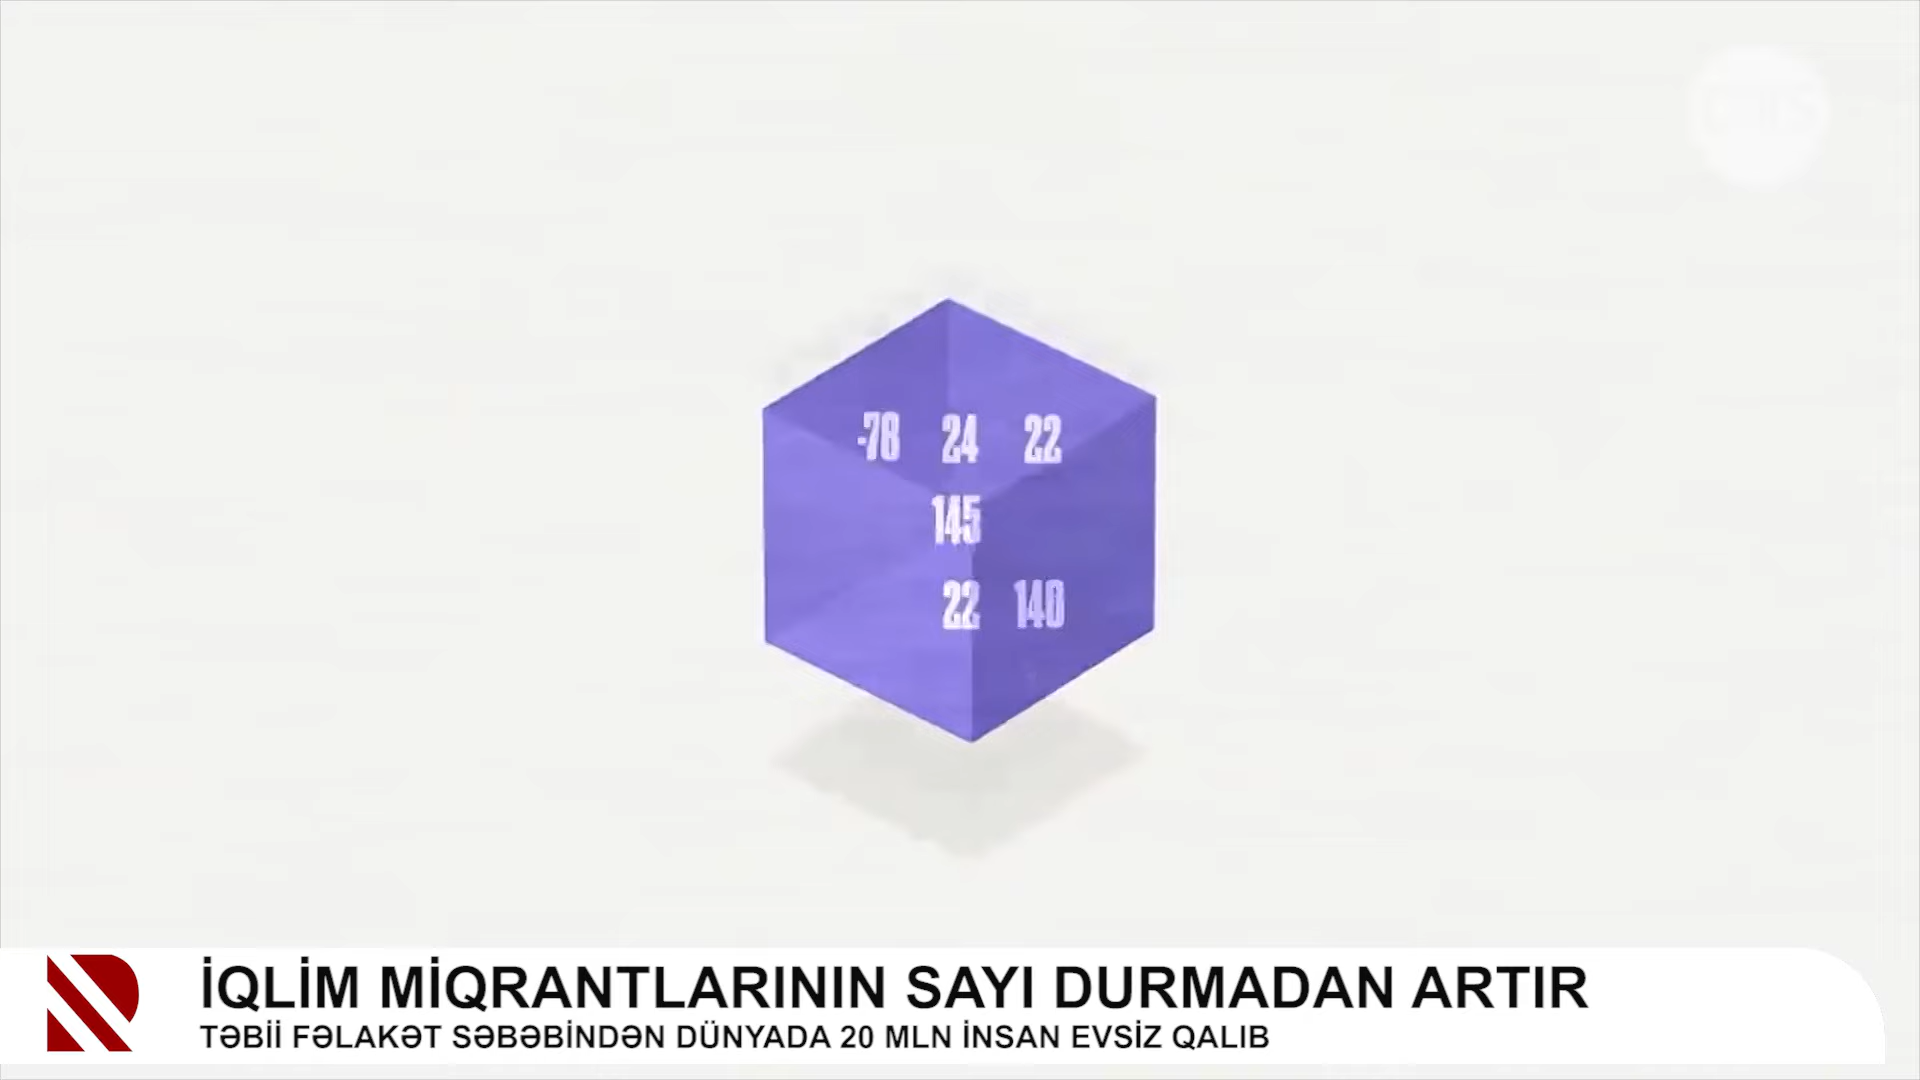 -78 24 22
145
22 140
İQLİM MİQRANTLARININ SAYI DURMADAN ARTIR
TƏBİİ FƏLAKƏT SƏBƏBİNDƏN DÜNYADA 20 MLN İNSAN EVSİZ QALIB